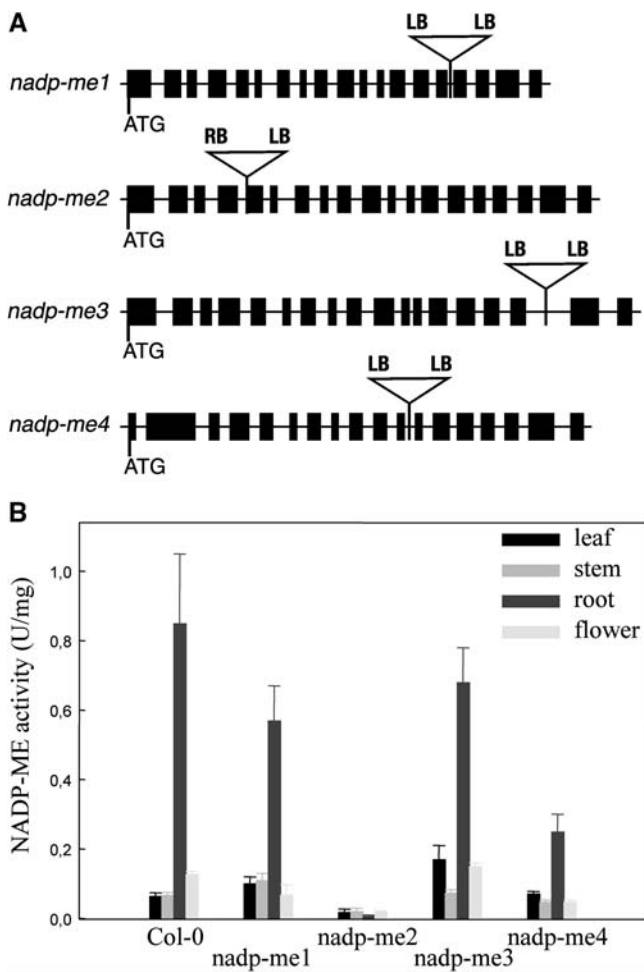 A
LB LB
nadp-me1
ATG
RB LB
nadp-me2
ATG
LB LB
nadp-me3
ATG
LB LB
nadp-me4
ATG
B
NADP-ME activity (U/mg)
1,0
0,8
0,6
0,4
0,2
0,0
leaf
stem
root
flower
Col-0 nadp-me1 nadp-me2 nadp-me3 nadp-me4